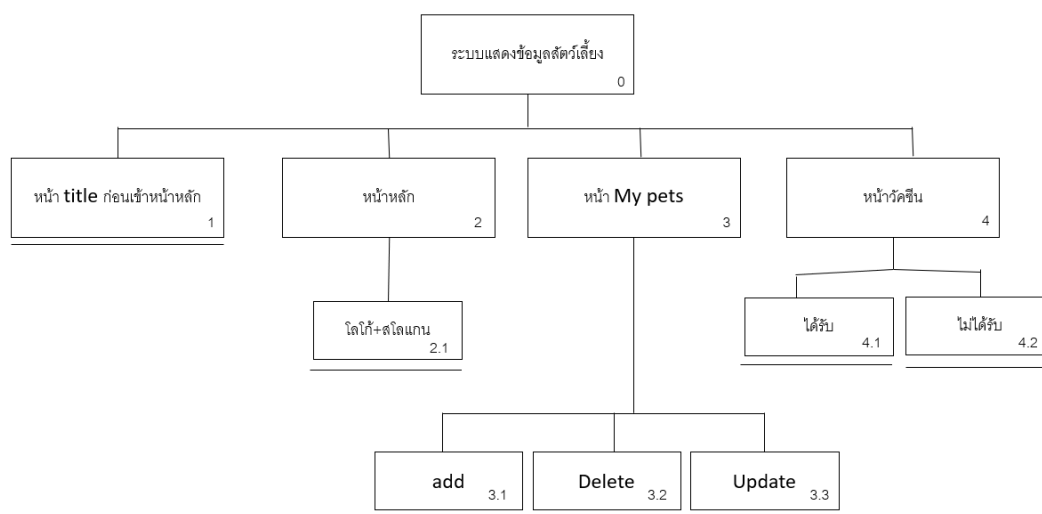 ระบบแสดงข้อมูลสัตว์เลี้ยง
0
หน้า title ก่อนเข้าหน้าหลัก
1
หน้าหลัก
2
หน้า My pets
3
หน้าวัคซีน
4
โลโก้+สโลแกน
2.1
ได้รับ
4.1
ไม่ได้รับ
4.2
add
3.1
Delete
3.2
Update
3.3